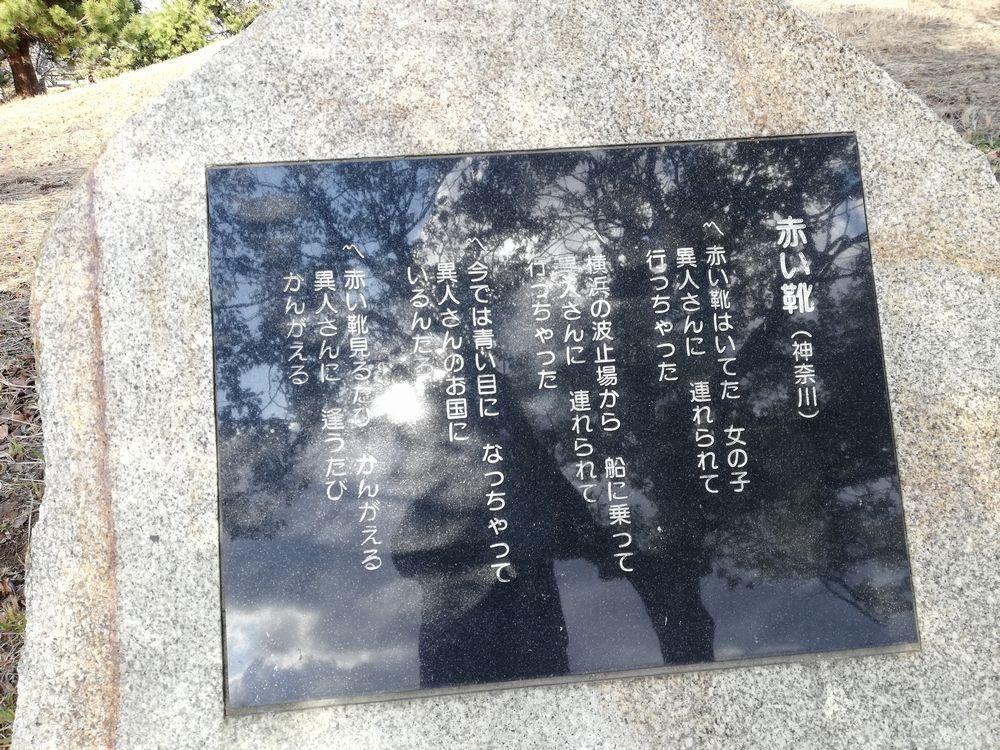 赤い靴（神奈川）
〽赤い靴はいてた　女の子
異人さんに　連れられて
行っちゃった
〽横浜の波止場から　船に乗って
異人さんに　連れられて
行っちゃった
〽今では青い目に　なっちゃって
異人さんのお国に
いるんだろ
〽赤い靴見るたび　かんがえる
異人さんに　逢うたび
かんがえる